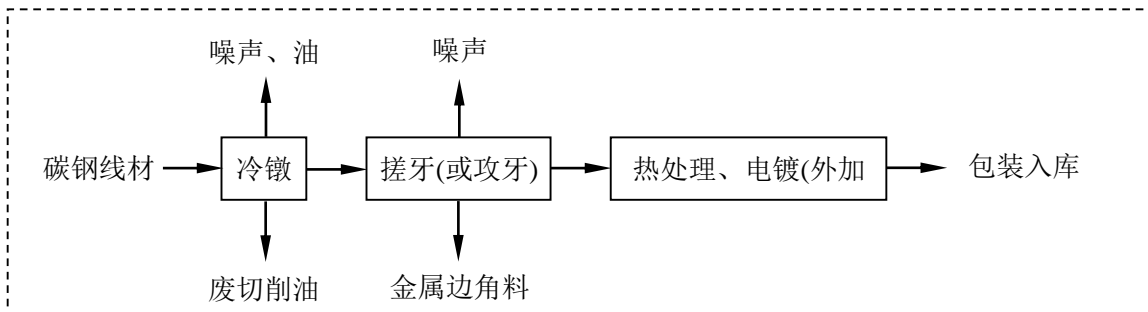 噪声、油
噪声
碳钢线材
冷镦
搓牙(或攻牙)
热处理、电镀(外加
包装入库
废切削油
金属边角料